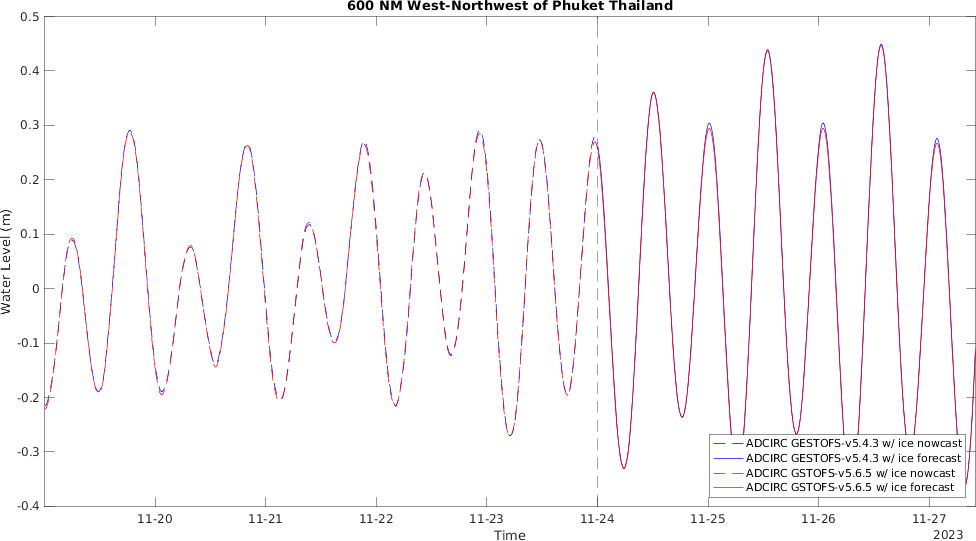 600 NM West-Northwest of Phuket Thailand
0.5
0.4
0.3
0.2
0.1
0
-0.1
-0.2
-0.3
-0.4
Water Level (m)
ADCIRC GESTOFS-v5.4.3 w/ ice nowcast
ADCIRC GESTOFS-v5.4.3 w/ ice forecast
ADCIRC GSTOFS-v5.6.5 w/ ice nowcast
ADCIRC GSTOFS-v5.6.5 w/ ice forecast
11-20 11-21 11-22 11-23 11-24 11-25 11-26 11-27
Time
2023